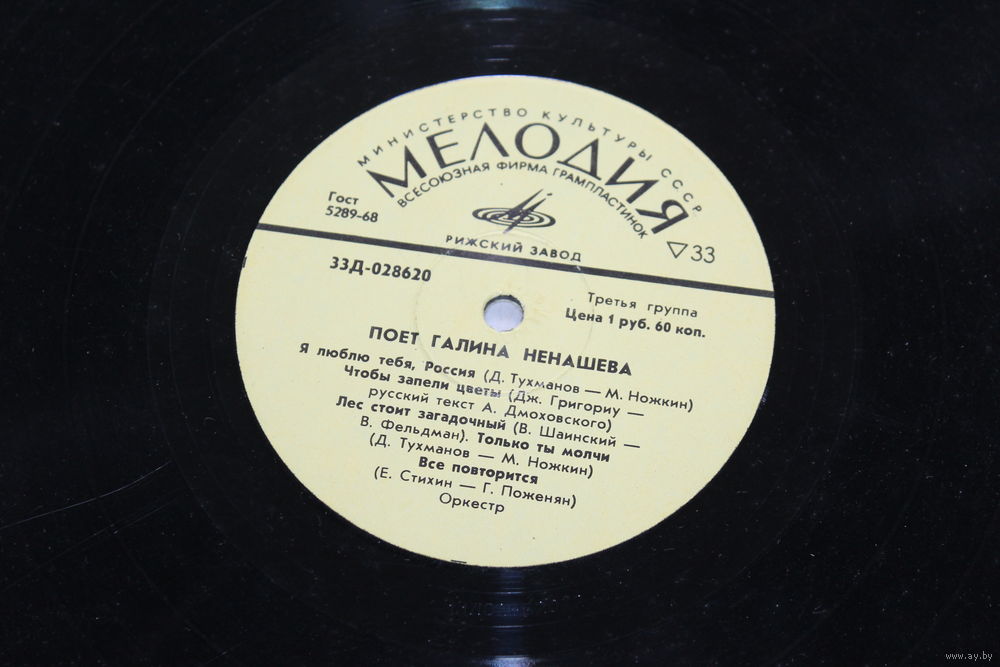 МИНИСТЕРСТВО КУЛЬТУРЫ СССР
МЕЛОДИЯ
ВСЕСОЮЗНАЯ ФИРМА ГРАМПЛАСТИНОК
Гост
5289-68
РИЖСКИЙ ЗАВОД
▽33
33Д-028620
Третья группа
Цена 1 руб. 60 коп.
ПОЕТ ГАЛИНА НЕНАШЕВА
Я люблю тебя, Россия (Д. Тухманов — М. Ножкин)
Чтобы запели цветы (Дж. Григориу —
русский текст А. Дмоховского)
Лес стоит загадочный (В. Шаинский —
В. Фельдман). Только ты молчи
(Д. Тухманов — М. Ножкин)
Все повторится
(Е. Стихин — Г. Поженян)
Оркестр
www.ay.by